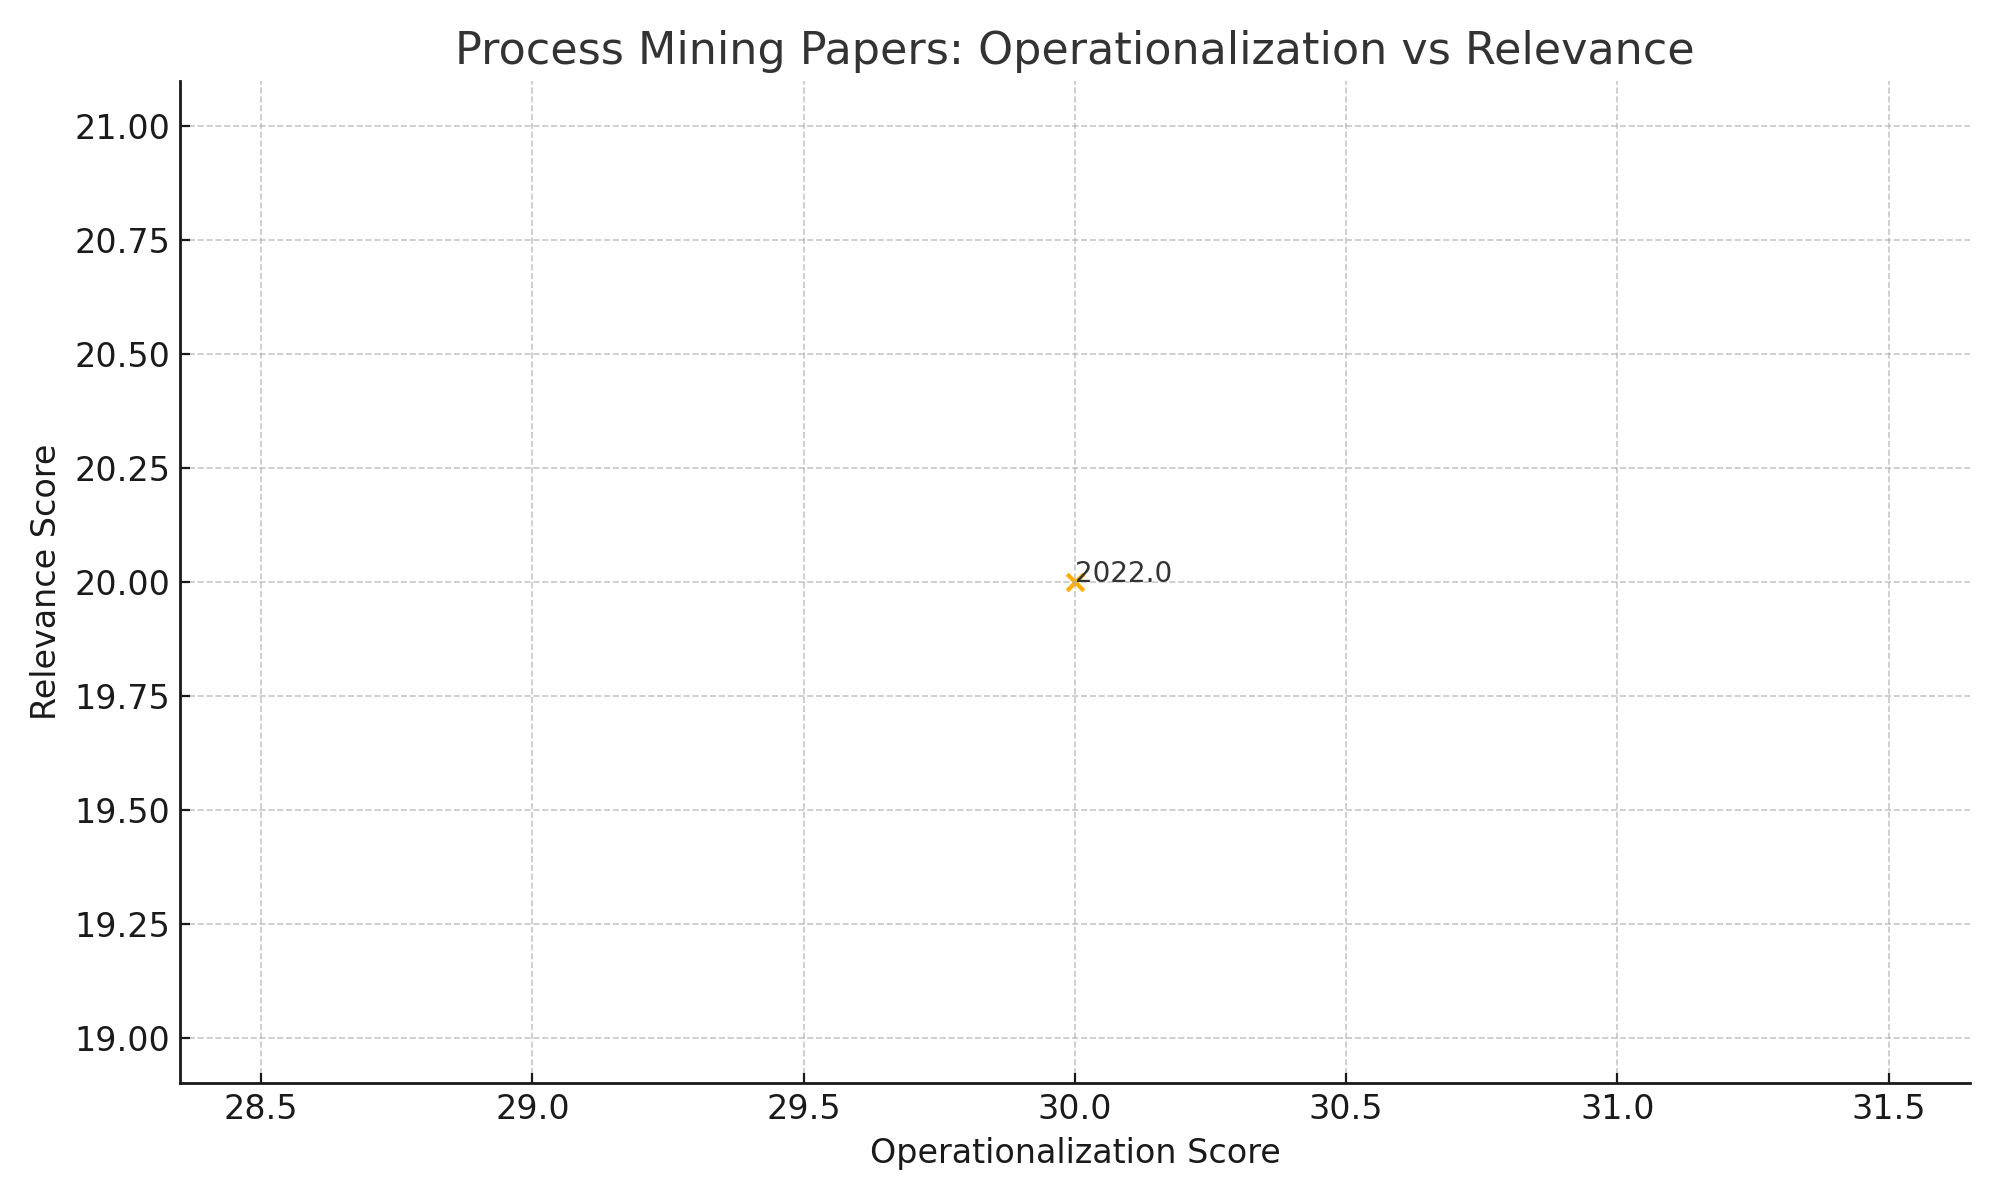 Process Mining Papers: Operationalization vs Relevance
21.00
20.75
20.50
20.25
20.00
19.75
19.50
19.25
19.00
Relevance Score
2022.0
28.5 29.0 29.5 30.0 30.5 31.0 31.5
Operationalization Score